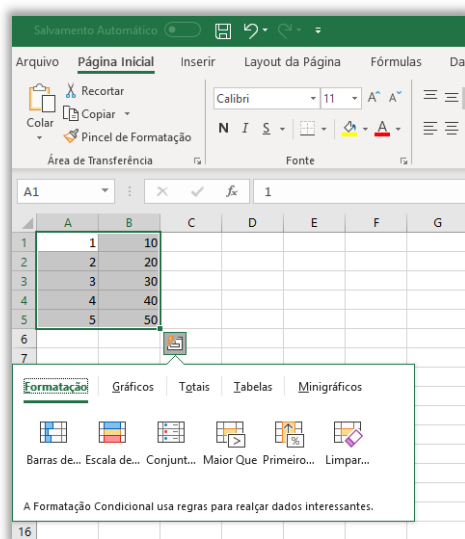 Salvamento Automático
Arquivo Página Inicial Inserir Layout da Página Fórmulas Da
Colar
Recortar
Copiar
Pincel de Formatação
Área de Transferência
Calibri 11 A A
N I S A
Fonte
A1 fx 1
A B C D E F G
1 1 10
2 2 20
3 3 30
4 4 40
5 5 50
6
7
Formatação Gráficos Totais Tabelas Minigráficos
Barras de... Escala de... Conjunt... Maior Que Primeiro... Limpar...
A Formatação Condicional usa regras para realçar dados interessantes.
16